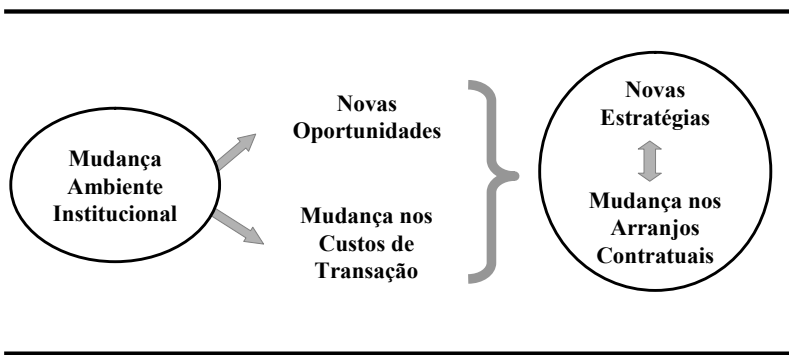 Mudança
Ambiente
Institucional
Novas
Oportunidades
Mudança nos
Custos de
Transação
Novas
Estratégias
Mudança nos
Arranjos
Contratuais